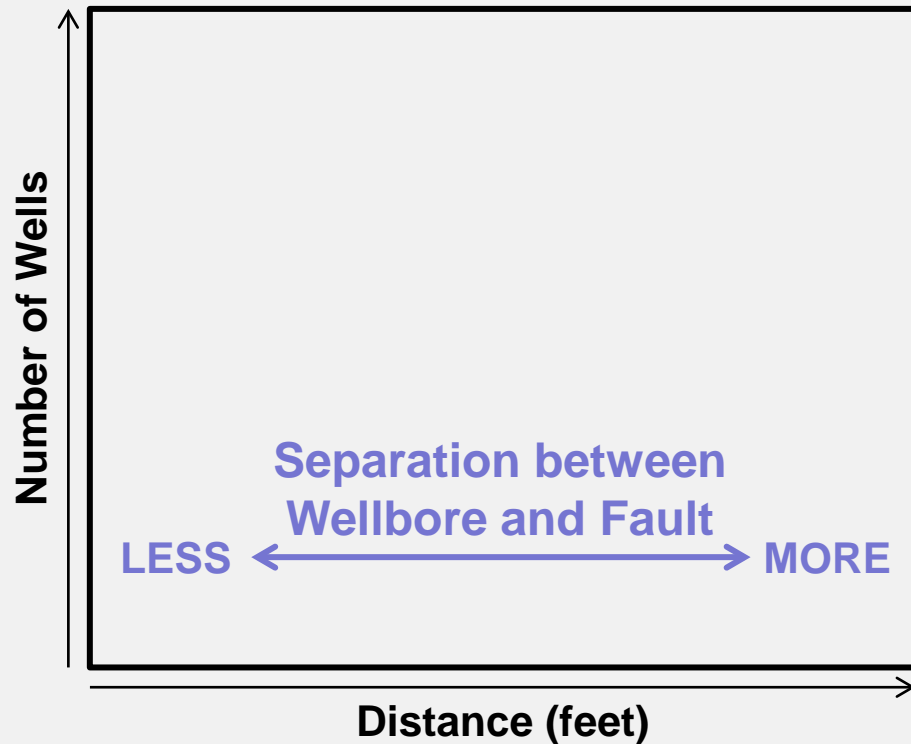 Number of Wells
Separation between
Wellbore and Fault
LESS
MORE
Distance (feet)